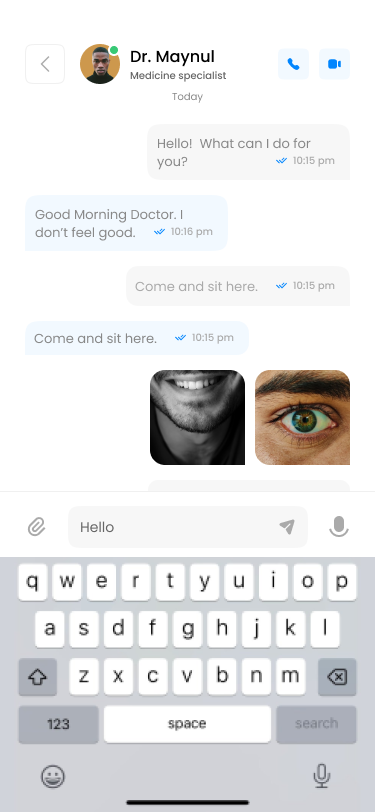 Dr. Maynul
Medicine specialist
Today
Hello!  What can I do for
you? 10:15 pm
Good Morning Doctor. I
don’t feel good. 10:16 pm
Come and sit here. 10:15 pm
Come and sit here. 10:15 pm
Hello
q w e r t y u i o p
a s d f g h j k l
z x c v b n m
123 space search